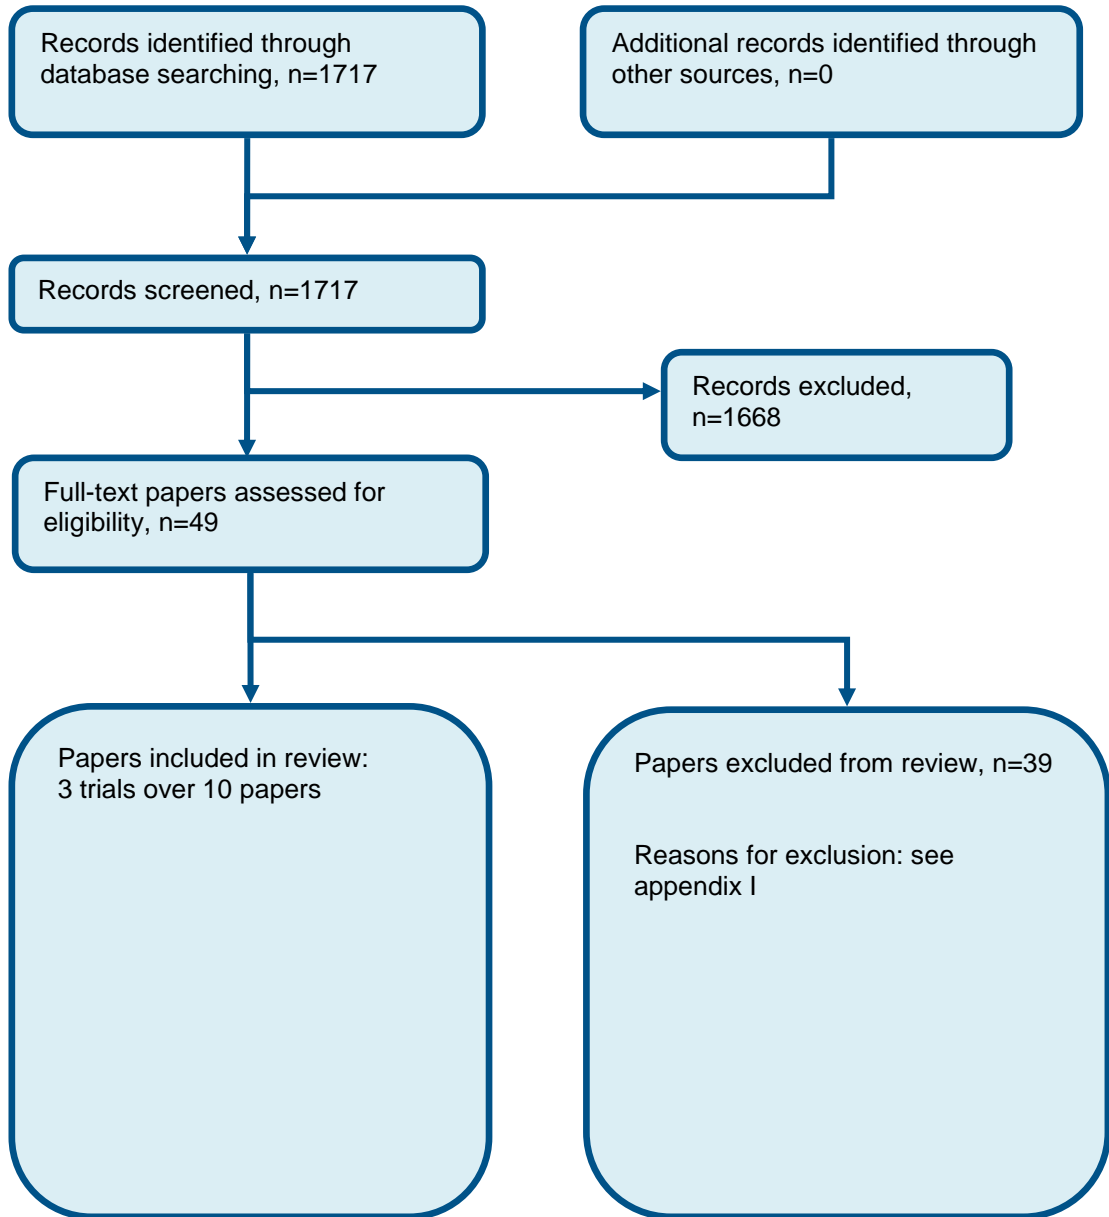 Records identified through
database searching, n=1717
Additional records identified through
other sources, n=0
Records screened, n=1717
Records excluded,
n=1668
Full-text papers assessed for
eligibility, n=49
Papers included in review:
3 trials over 10 papers
Papers excluded from review, n=39
Reasons for exclusion: see
appendix I